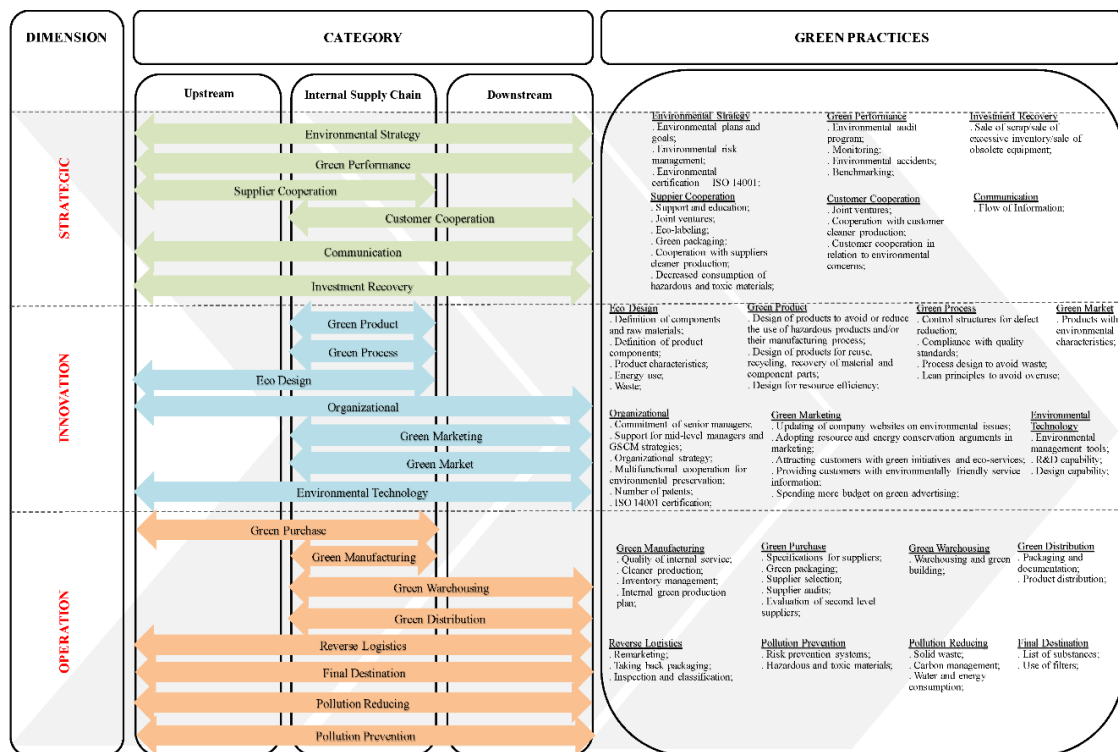 DIMENSION
CATEGORY
GREEN PRACTICES
Upstream
Internal Supply Chain
Downstream
STRATEGIC
Environmental Strategy
Green Performance
Supplier Cooperation
Customer Cooperation
Communication
Investment Recovery
Environmental Strategy
. Environmental plans and
goals;
. Environmental risk
management;
. Environmental
certification ISO 14001;
Green Performance
. Environmental audit
program;
. Monitoring;
. Environmental accidents;
. Benchmarking;
Investment Recovery
. Sale of scrap/sale of
excessive inventory/sale of
obsolete equipment;
Suppier Cooperation
. Support and education;
. Joint ventures;
. Eco-labeling;
. Green packaging;
. Cooperation with suppliers
cleaner production;
. Decreased consumption of
hazardous and toxic materials;
Customer Cooperation
. Joint ventures;
. Cooperation with customer
cleaner production;
. Customer cooperation in
relation to environmental
concerns;
Communication
. Flow of Information;
INNOVATION
Green Product
Green Process
Eco Design
Organizational
Green Marketing
Green Market
Environmental Technology
Eco Design
. Definition of components
and raw materials;
. Definition of product
components;
. Product characteristics;
. Energy use;
. Waste;
Green Product
. Design of products to avoid or reduce
the use of hazardous products and/or
their manufacturing process;
. Design of products for reuse,
recycling, recovery of material and
component parts;
. Design for resource efficiency;
Green Process
. Control structures for defect
reduction;
. Compliance with quality
standards;
. Process design to avoid waste;
. Lean principles to avoid overuse;
Green Market
. Products with
environmental
characteristics;
Organizational
. Commitment of senior managers;
. Support for mid-level managers and
GSCM strategies;
. Organizational strategy;
. Multifunctional cooperation for
environmental preservation;
. Number of patents;
. ISO 14001 certification;
Green Marketing
. Updating of company websites on environmental issues;
. Adopting resource and energy conservation arguments in
marketing;
. Attracting customers with green initiatives and eco-services;
. Providing customers with environmentally friendly service
information;
. Spending more budget on green advertising;
Environmental
Technology
. Environmental
management tools;
. R&D capability;
. Design capability;
OPERATION
Green Purchase
Green Manufacturing
Green Warehousing
Green Distribution
Reverse Logistics
Final Destination
Pollution Reducing
Pollution Prevention
Green Manufacturing
. Quality of internal service;
. Cleaner production;
. Inventory management;
. Internal green production
plan;
Green Purchase
. Specifications for suppliers;
. Green packaging;
. Supplier selection;
. Supplier audits;
. Evaluation of second level
suppliers;
Green Warehousing
. Warehousing and green
building;
Green Distribution
. Packaging and
documentation;
. Product distribution;
Reverse Logistics
. Remarketing;
. Taking back packaging;
. Inspection and classification;
Pollution Prevention
. Risk prevention systems;
. Hazardous and toxic materials;
Pollution Reducing
. Solid waste;
. Carbon management;
. Water and energy
consumption;
Final Destination
. List of substances;
. Use of filters;